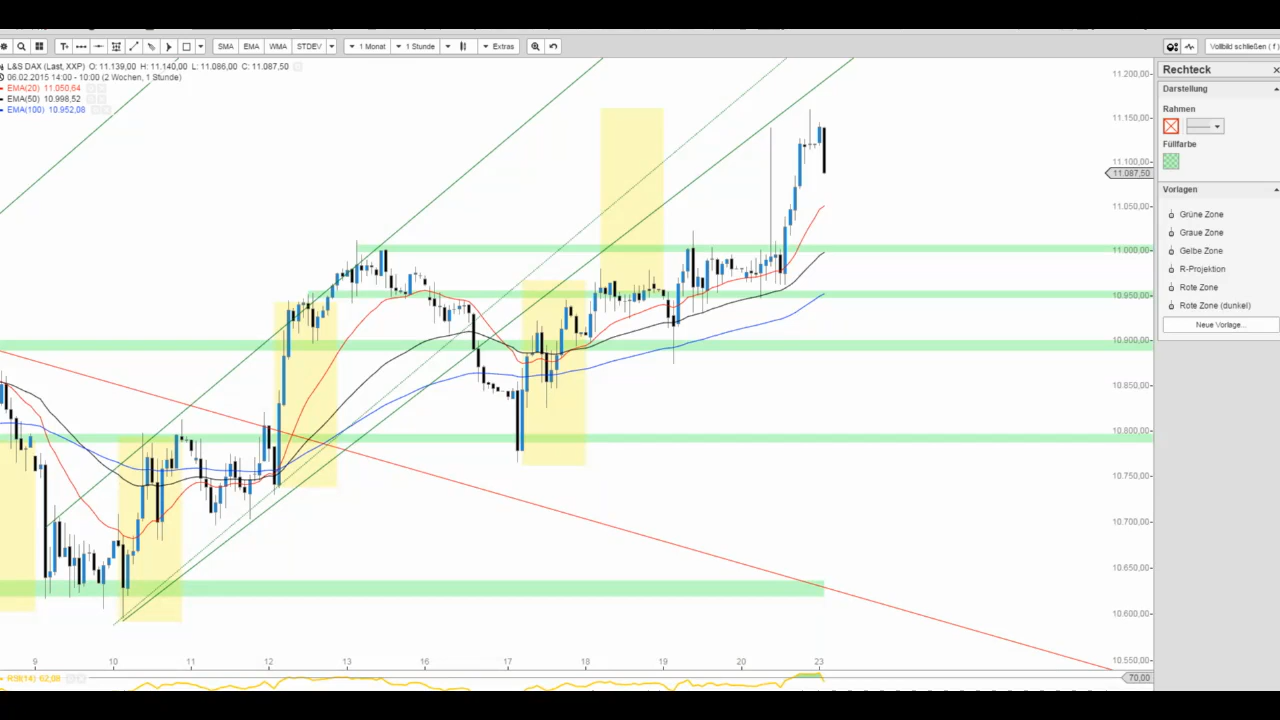 T SMA EMA WMA STDEV 1 Monat 1 Stunde Extras Vollbild schließen ( f )
L&S DAX (Last, XXP) O: 11.139,00 H: 11.140,00 L: 11.086,00 C: 11.087,50
06.02.2015 14:00 - 10:00 (2 Wochen, 1 Stunde)
EMA(20) 11.050,64
EMA(50) 10.998,52
EMA(100) 10.952,08
11.200,00
11.150,00
11.100,00
11.087,50
11.050,00
11.000,00
10.950,00
10.900,00
10.850,00
10.800,00
10.750,00
10.700,00
10.650,00
10.600,00
10.550,00
9 10 11 12 13 16 17 18 19 20 23
RSI(14) 62,08
70,00
Rechteck
Darstellung
Rahmen
Füllfarbe
Vorlagen
Grüne Zone
Graue Zone
Gelbe Zone
R-Projektion
Rote Zone
Rote Zone (dunkel)
Neue Vorlage...